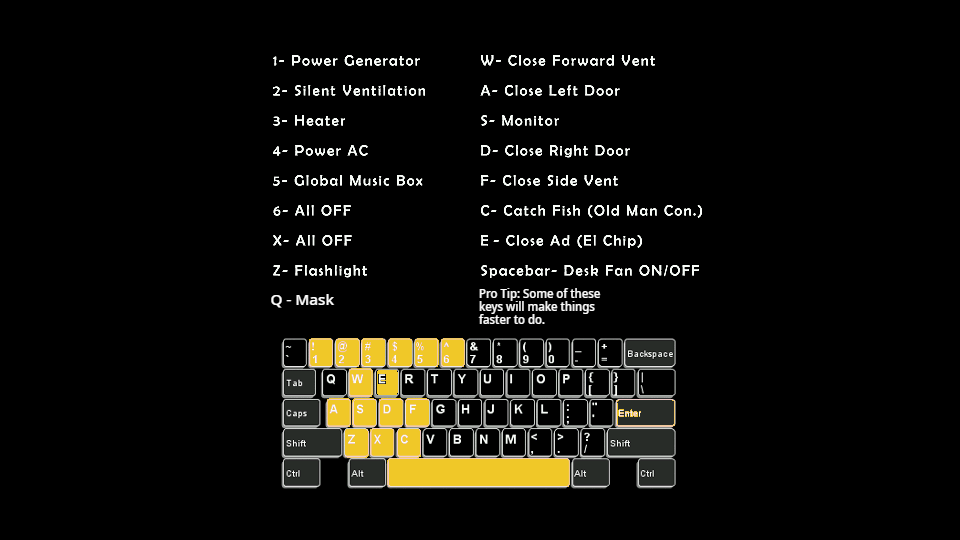 1- Power Generator
2- Silent Ventilation
3- Heater
4- Power AC
5- Global Music Box
6- All OFF
X- All OFF
Z- Flashlight
Q - Mask
W- Close Forward Vent
A- Close Left Door
S- Monitor
D- Close Right Door
F- Close Side Vent
C- Catch Fish (Old Man Con.)
E - Close Ad (El Chip)
Spacebar- Desk Fan ON/OFF
Pro Tip: Some of these
keys will make things
faster to do.
~ ! @ # $ % ^ & * ( ) _ + Backspace
` 1 2 3 4 5 6 7 8 9 0 - =
Tab Q W E R T Y U I O P { } |
[ ] \
Caps A S D F G H J K L : " Enter
; '
Shift Z X C V B N M < > ? Shift
, . /
Ctrl Alt Alt Ctrl